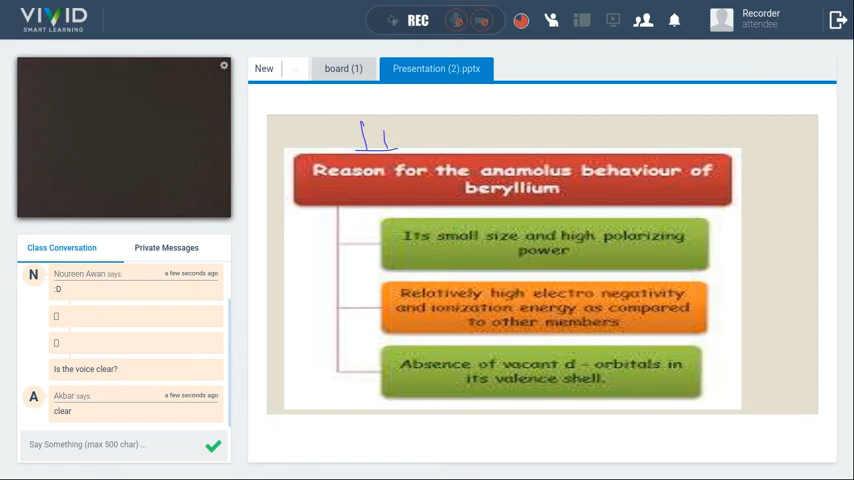 VIVID
SMART LEARNING
REC
Recorder
attendee
New
board (1)
Presentation (2).pptx
Reason for the anamolus behaviour of
beryllium
Its small size and high polarizing
power
Relatively high electro negativity
and ionization energy as compared
to other members
Absence of vacant d - orbitals in
its valence shell.
Class Conversation
Private Messages
N
Noureen Awan says:
a few seconds ago
:D
Is the voice clear?
A
Akbar says:
a few seconds ago
clear
Say Something (max 500 char) ...